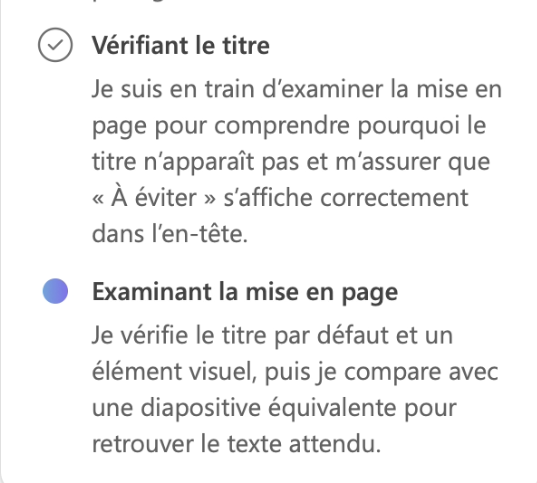 Vérifiant le titre
Je suis en train d’examiner la mise en
page pour comprendre pourquoi le
titre n’apparaît pas et m’assurer que
« À éviter » s’affiche correctement
dans l’en-tête.
Examinant la mise en page
Je vérifie le titre par défaut et un
élément visuel, puis je compare avec
une diapositive équivalente pour
retrouver le texte attendu.